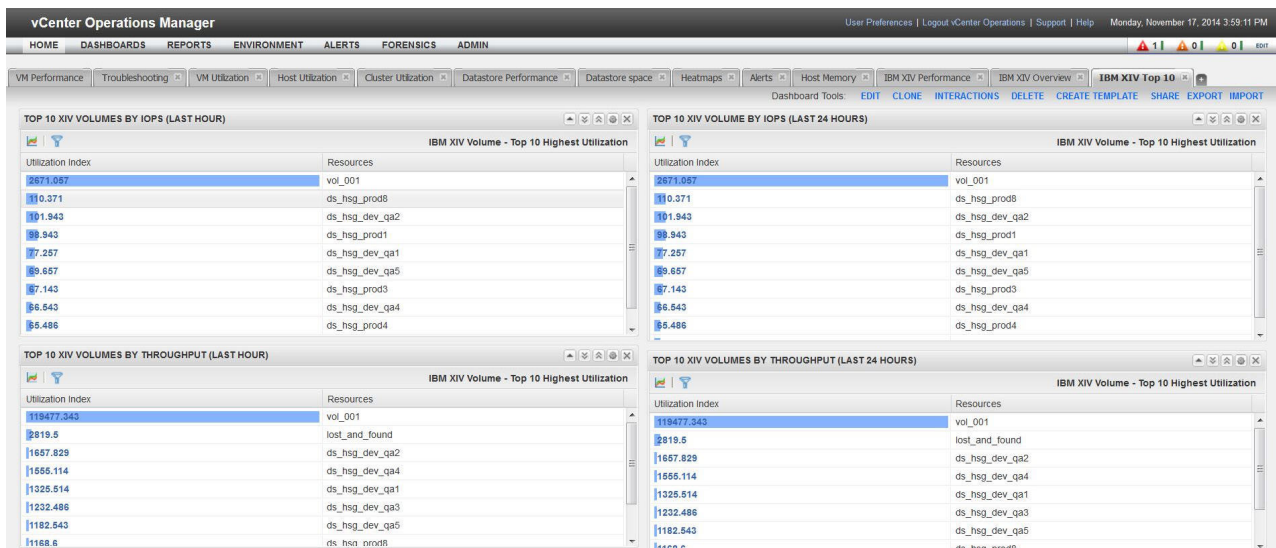 vCenter Operations Manager
User Preferences | Logout vCenter Operations | Support | Help Monday, November 17, 2014 3:59:11 PM
HOME DASHBOARDS REPORTS ENVIRONMENT ALERTS FORENSICS ADMIN
1 0 0 EDIT
VM Performance Troubleshooting VM Utilization Host Utilization Cluster Utilization Datastore Performance Datastore space Heatmaps Alerts Host Memory IBM XIV Performance IBM XIV Overview IBM XIV Top 10
Dashboard Tools: EDIT CLONE INTERACTIONS DELETE CREATE TEMPLATE SHARE EXPORT IMPORT
TOP 10 XIV VOLUMES BY IOPS (LAST HOUR)
IBM XIV Volume - Top 10 Highest Utilization
Utilization Index Resources
2671.057 vol_001
110.371 ds_hsg_prod8
101.943 ds_hsg_dev_qa2
98.943 ds_hsg_prod1
77.257 ds_hsg_dev_qa1
69.657 ds_hsg_dev_qa5
67.143 ds_hsg_prod3
66.543 ds_hsg_dev_qa4
65.486 ds_hsg_prod4
TOP 10 XIV VOLUME BY IOPS (LAST 24 HOURS)
IBM XIV Volume - Top 10 Highest Utilization
Utilization Index Resources
2671.057 vol_001
110.371 ds_hsg_prod8
101.943 ds_hsg_dev_qa2
98.943 ds_hsg_prod1
77.257 ds_hsg_dev_qa1
69.657 ds_hsg_dev_qa5
67.143 ds_hsg_prod3
66.543 ds_hsg_dev_qa4
65.486 ds_hsg_prod4
TOP 10 XIV VOLUMES BY THROUGHPUT (LAST HOUR)
IBM XIV Volume - Top 10 Highest Utilization
Utilization Index Resources
119477.343 vol_001
2819.5 lost_and_found
1657.829 ds_hsg_dev_qa2
1555.114 ds_hsg_dev_qa4
1325.514 ds_hsg_dev_qa1
1232.486 ds_hsg_dev_qa3
1182.543 ds_hsg_dev_qa5
1168.6 ds_hsg_prod8
TOP 10 XIV VOLUMES BY THROUGHPUT (LAST 24 HOURS)
IBM XIV Volume - Top 10 Highest Utilization
Utilization Index Resources
119477.343 vol_001
2819.5 lost_and_found
1657.829 ds_hsg_dev_qa2
1555.114 ds_hsg_dev_qa4
1325.514 ds_hsg_dev_qa1
1232.486 ds_hsg_dev_qa3
1182.543 ds_hsg_dev_qa5